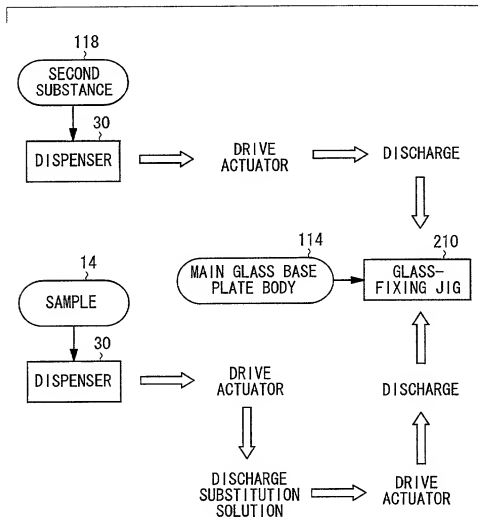 118
SECOND
SUBSTANCE
30
DISPENSER
DRIVE
ACTUATOR
DISCHARGE
114
MAIN GLASS BASE
PLATE BODY
210
GLASS-
FIXING JIG
14
SAMPLE
30
DISPENSER
DRIVE
ACTUATOR
DISCHARGE
DISCHARGE
SUBSTITUTION
SOLUTION
DRIVE
ACTUATOR